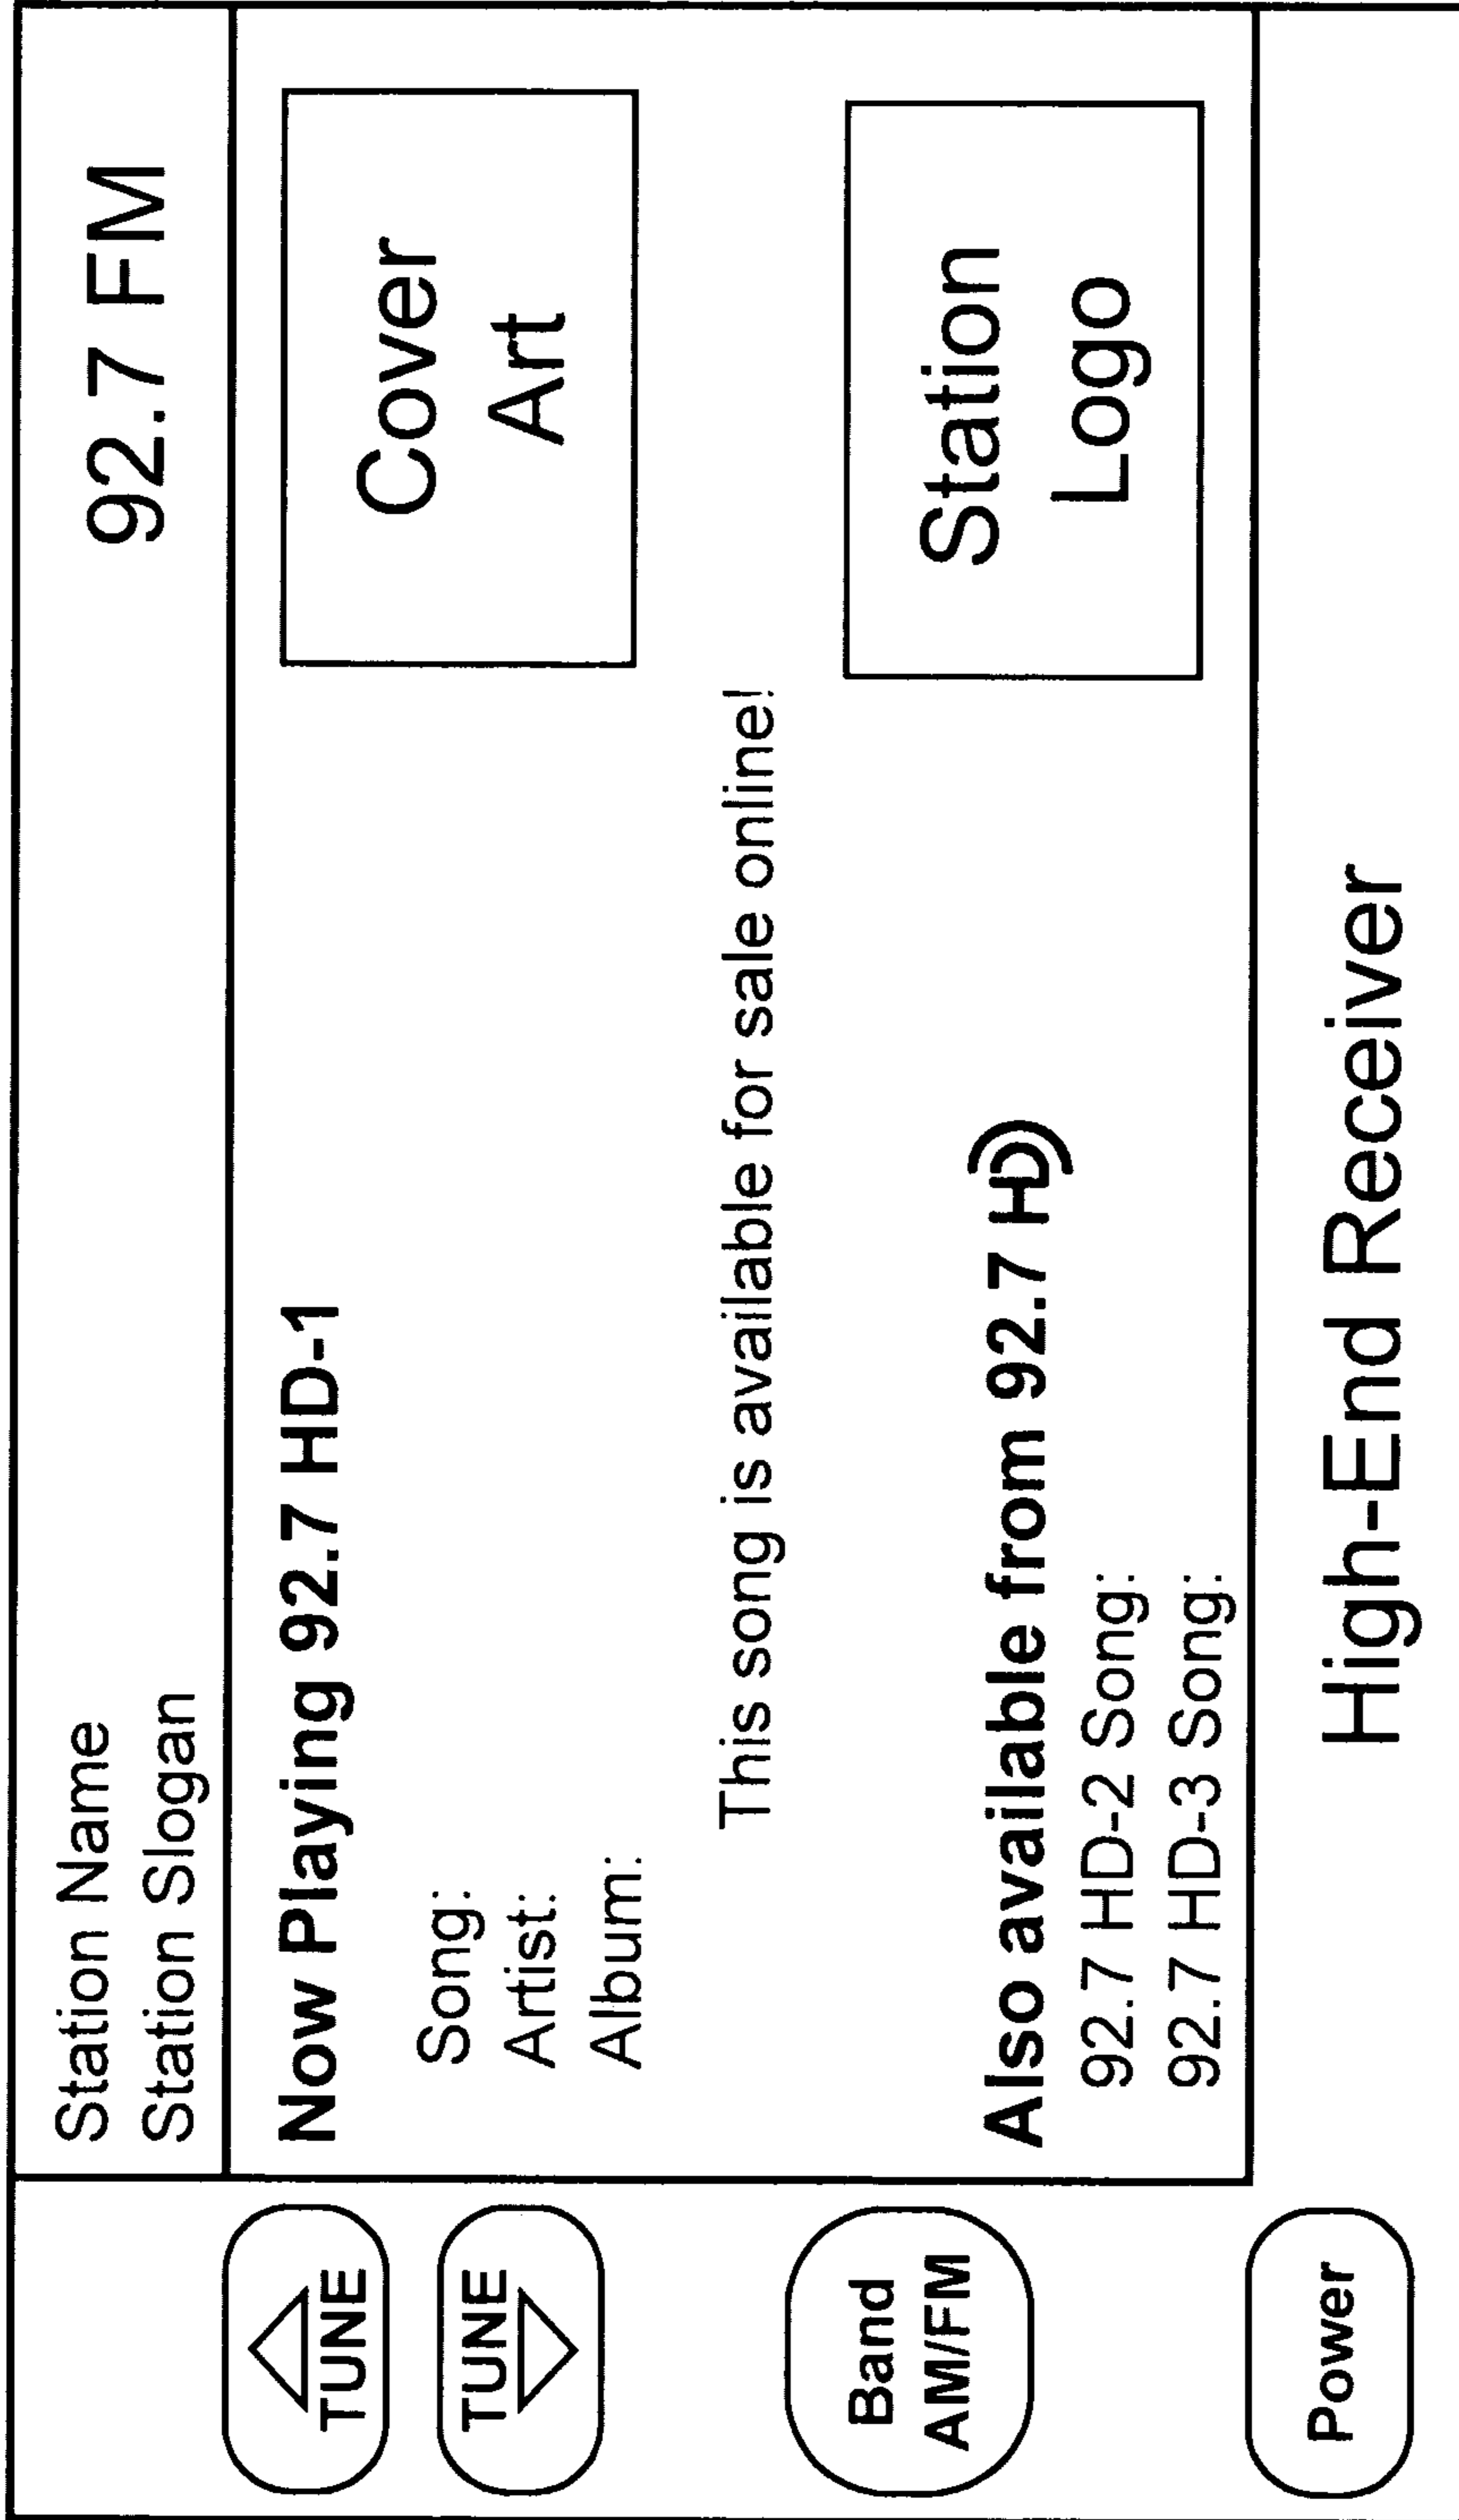 Station Name
Station Slogan
92.7 FM
TUNE
TUNE
Band
AM/FM
Power
Now Playing 92.7 HD-1
Song:
Artist:
Album:
Cover
Art
This song is available for sale online!
Also available from 92.7 HD
92.7 HD-2 Song:
92.7 HD-3 Song:
Station
Logo
High-End Receiver